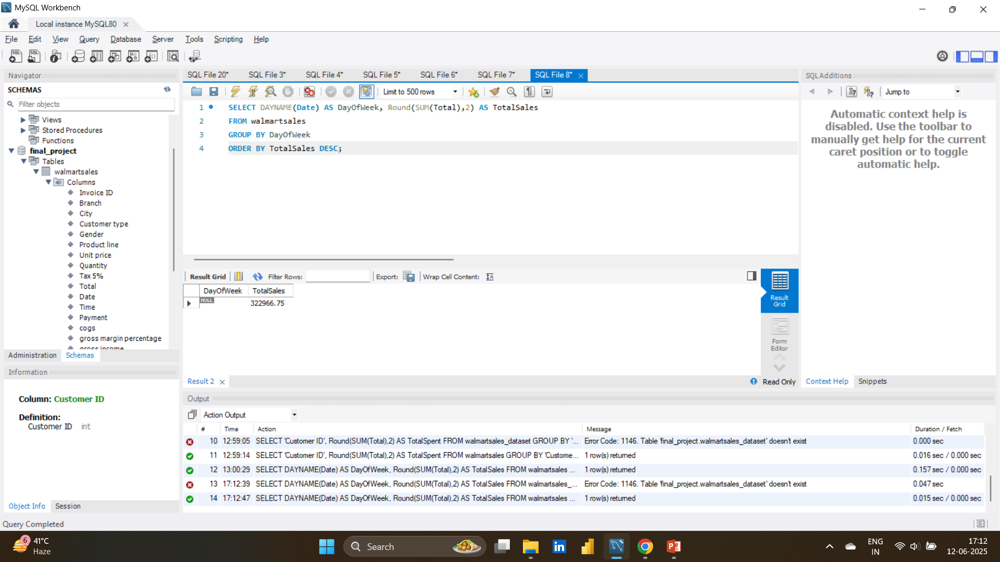 MySQL Workbench
Local instance MySQL80
File Edit View Query Database Server Tools Scripting Help
Navigator
SCHEMAS
Filter objects
Views
Stored Procedures
Functions
final_project
Tables
walmartsales
Columns
Invoice ID
Branch
City
Customer type
Gender
Product line
Unit price
Quantity
Tax 5%
Total
Date
Time
Payment
cogs
gross margin percentage
gross income
Administration Schemas
Information
Column: Customer ID
Definition:
Customer ID int
Object Info Session
Query Completed
SQL File 20* SQL File 3* SQL File 4* SQL File 5* SQL File 6* SQL File 7* SQL File 8*
Limit to 500 rows
1 SELECT DAYNAME(Date) AS DayOfWeek, Round(SUM(Total),2) AS TotalSales
2 FROM walmartsales
3 GROUP BY DayOfWeek
4 ORDER BY TotalSales DESC;
Result Grid Filter Rows: Export: Wrap Cell Content:
DayOfWeek TotalSales
NULL 322966.75
Result Grid
Form Editor
Result 2 Read Only
Output
Action Output
# Time Action Message Duration / Fetch
10 12:59:05 SELECT 'Customer ID', Round(SUM(Total),2) AS TotalSpent FROM walmartsales_dataset GROUP BY '... Error Code: 1146. Table 'final_project.walmartsales_dataset' doesn't exist 0.000 sec
11 12:59:14 SELECT 'Customer ID', Round(SUM(Total),2) AS TotalSpent FROM walmartsales GROUP BY 'Custome... 1 row(s) returned 0.016 sec / 0.000 sec
12 13:00:29 SELECT DAYNAME(Date) AS DayOfWeek, Round(SUM(Total),2) AS TotalSales FROM walmartsales ... 1 row(s) returned 0.157 sec / 0.000 sec
13 17:12:39 SELECT DAYNAME(Date) AS DayOfWeek, Round(SUM(Total),2) AS TotalSales FROM walmartsales_... Error Code: 1146. Table 'final_project.walmartsales_dataset' doesn't exist 0.047 sec
14 17:12:47 SELECT DAYNAME(Date) AS DayOfWeek, Round(SUM(Total),2) AS TotalSales FROM walmartsales ... 1 row(s) returned 0.015 sec / 0.000 sec
SQLAdditions
Jump to
Automatic context help is
disabled. Use the toolbar to
manually get help for the current
caret position or to toggle
automatic help.
Context Help Snippets
6
41°C
Haze
Search
ENG
IN
17:12
12-06-2025